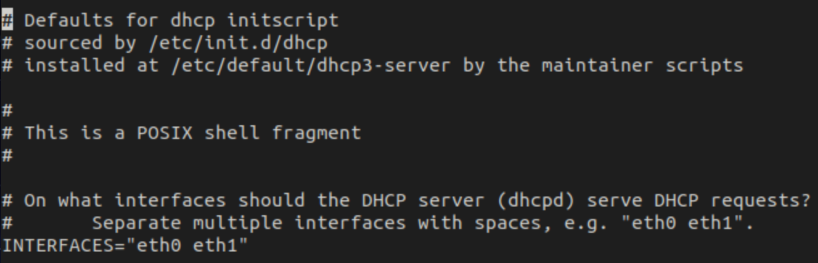 # Defaults for dhcp initscript
# sourced by /etc/init.d/dhcp
# installed at /etc/default/dhcp3-server by the maintainer scripts
#
# This is a POSIX shell fragment
#
# On what interfaces should the DHCP server (dhcpd) serve DHCP requests?
#       Separate multiple interfaces with spaces, e.g. "eth0 eth1".
INTERFACES="eth0 eth1"